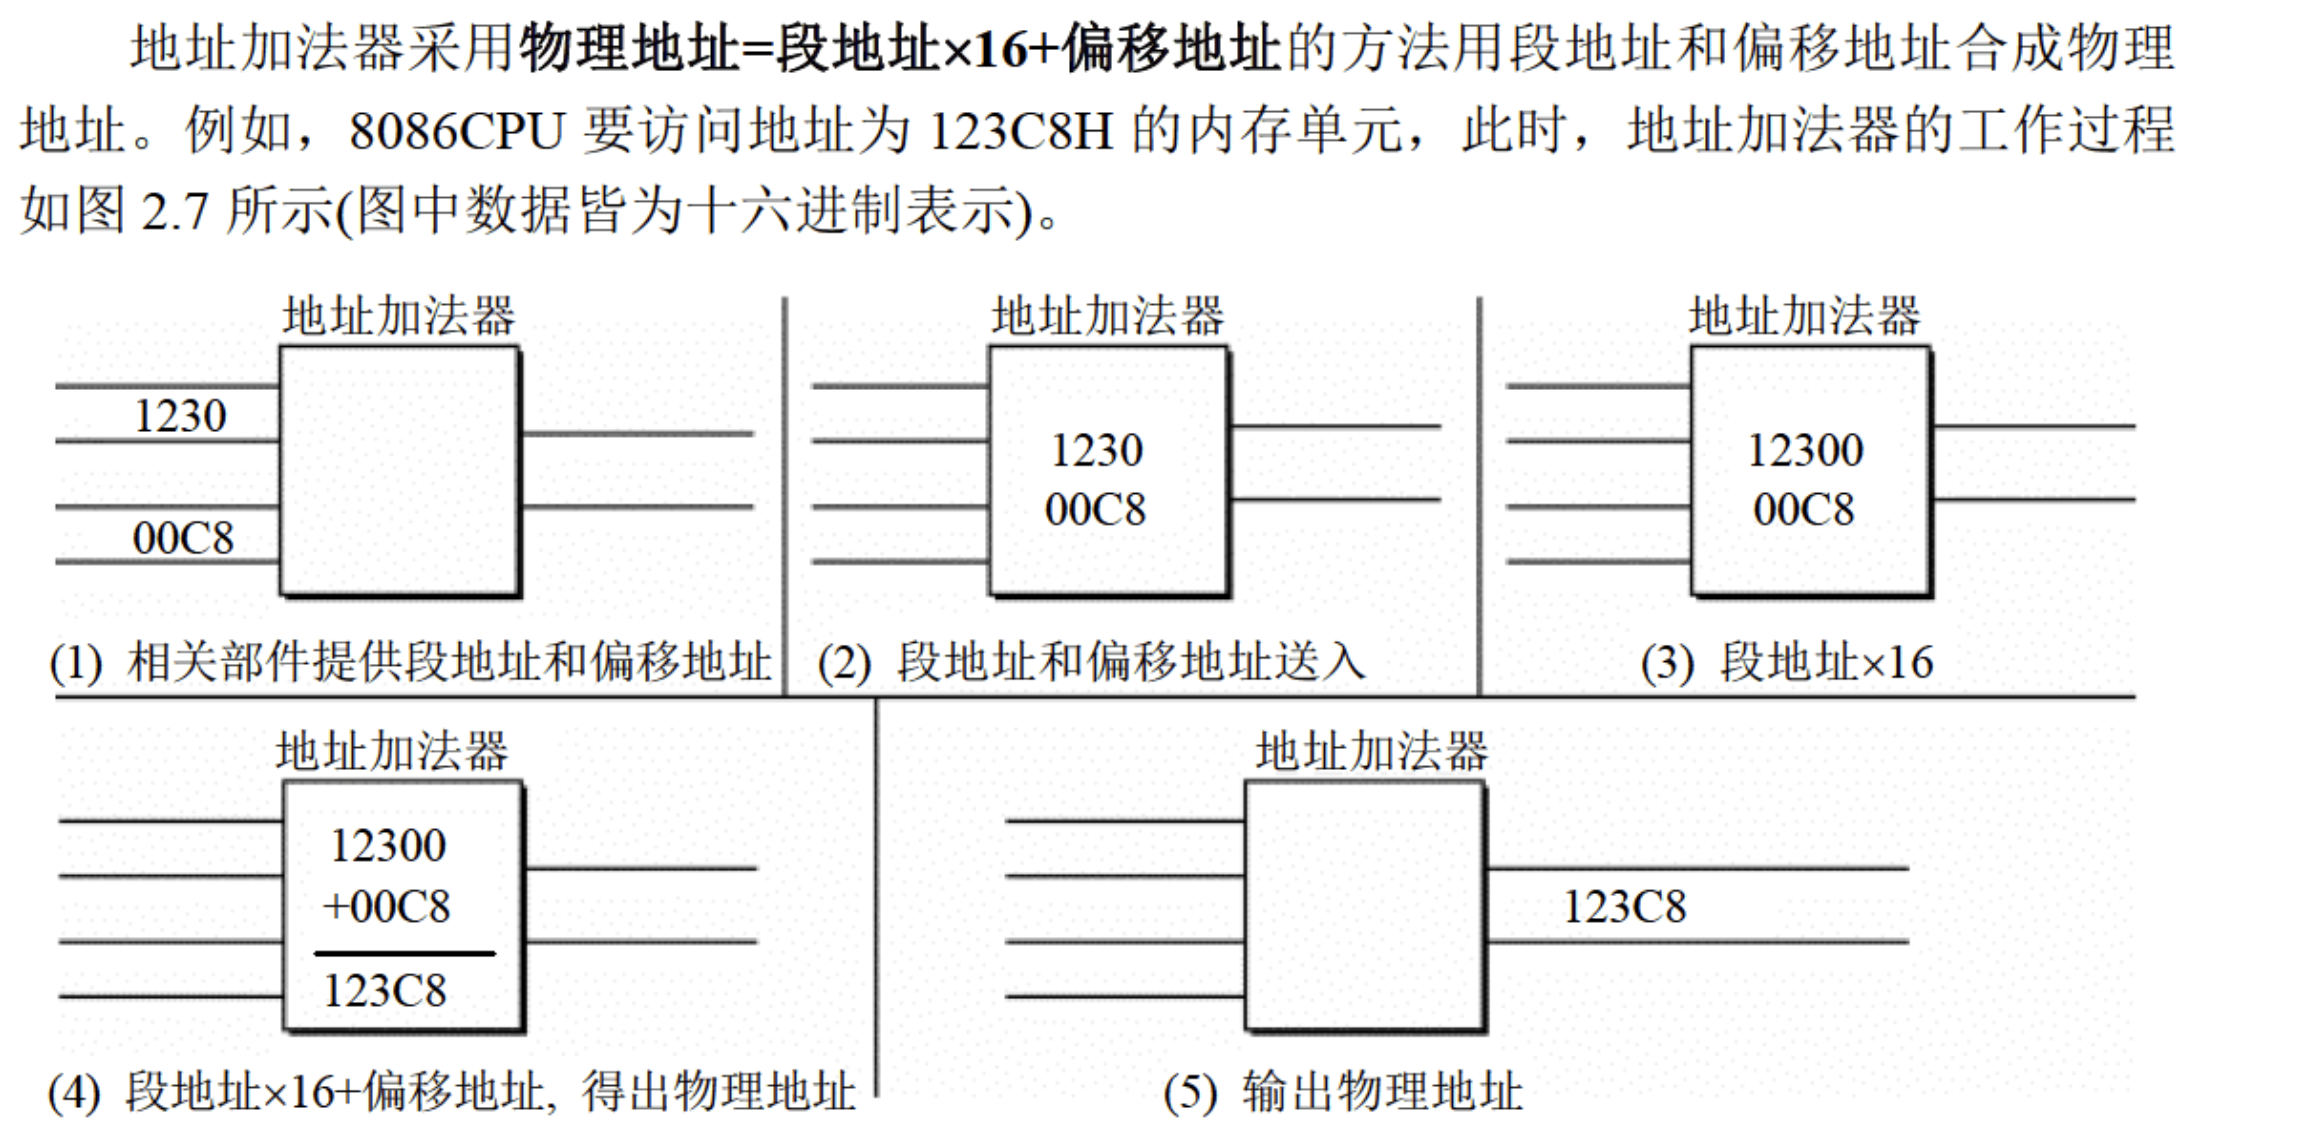 地址加法器采用物理地址=段地址×16+偏移地址的方法用段地址和偏移地址合成物理
地址。例如，8086CPU 要访问地址为 123C8H 的内存单元，此时，地址加法器的工作过程
如图 2.7 所示(图中数据皆为十六进制表示)。
地址加法器
1230
00C8
(1) 相关部件提供段地址和偏移地址
地址加法器
1230
00C8
(2) 段地址和偏移地址送入
地址加法器
12300
00C8
(3) 段地址×16
地址加法器
12300
+00C8
123C8
(4) 段地址×16+偏移地址, 得出物理地址
地址加法器
123C8
(5) 输出物理地址